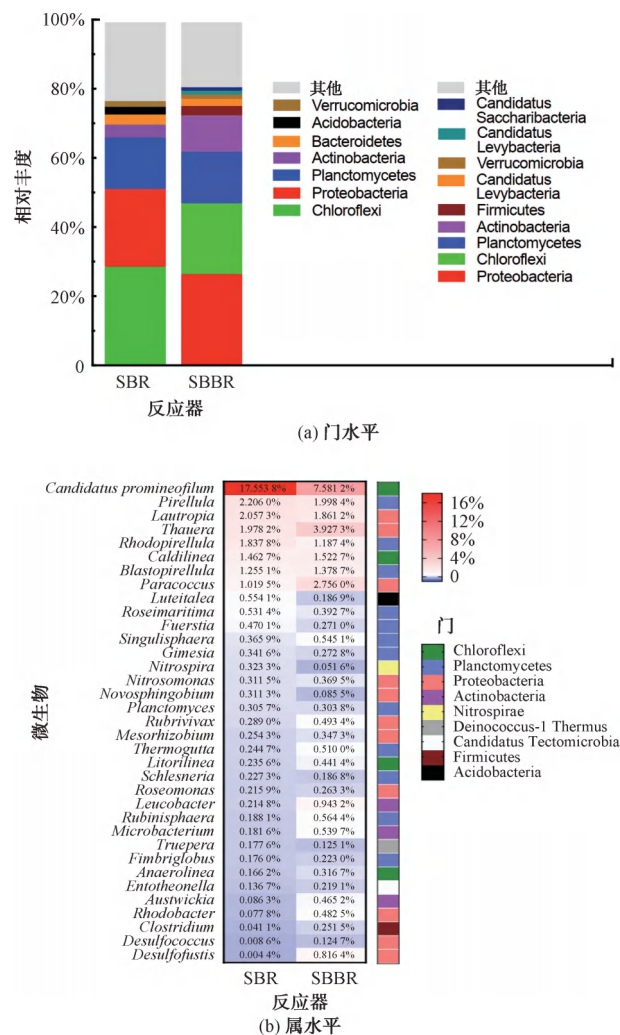 100%
80%
60%
40%
20%
0
相对丰度
SBR
SBBR
反应器
其他
Verrucomicrobia
Acidobacteria
Bacteroidetes
Actinobacteria
Planctomycetes
Proteobacteria
Chloroflexi
其他
Candidatus
Saccharibacteria
Candidatus
Levybacteria
Verrucomicrobia
Candidatus
Levybacteria
Firmicutes
Actinobacteria
Planctomycetes
Chloroflexi
Proteobacteria
(a) 门水平
微生物
Candidatus promineofilum 17.553 8% 7.581 2%
Pirellula 2.206 0% 1.998 4%
Lautropia 2.057 3% 1.861 2%
Thauera 1.978 2% 3.927 3%
Rhodopirellula 1.837 8% 1.187 4%
Caldilinea 1.462 7% 1.522 7%
Blastopirellula 1.255 1% 1.378 7%
Paracoccus 1.019 5% 2.756 0%
Luteitalea 0.554 1% 0.186 9%
Roseimaritima 0.531 4% 0.392 7%
Fuerstia 0.470 1% 0.271 0%
Singulisphaera 0.365 9% 0.545 1%
Gimesia 0.341 6% 0.272 8%
Nitrospira 0.323 3% 0.051 6%
Nitrosomonas 0.311 5% 0.369 5%
Novosphingobium 0.311 3% 0.085 5%
Planctomyces 0.305 7% 0.303 8%
Rubrivivax 0.289 0% 0.493 4%
Mesorhizobium 0.254 3% 0.347 3%
Thermogutta 0.244 7% 0.510 0%
Litorilinea 0.235 6% 0.441 4%
Schlesneria 0.227 3% 0.186 8%
Roseomonas 0.215 9% 0.263 3%
Leucobacter 0.214 8% 0.943 2%
Rubinisphaera 0.188 1% 0.564 4%
Microbacterium 0.181 6% 0.539 7%
Truepera 0.177 6% 0.125 1%
Fimbriglobus 0.176 0% 0.223 0%
Anaerolinea 0.166 2% 0.316 7%
Entotheonella 0.136 7% 0.219 1%
Austwickia 0.086 3% 0.465 2%
Rhodobacter 0.077 8% 0.482 5%
Clostridium 0.041 1% 0.251 5%
Desulfococcus 0.008 6% 0.124 7%
Desulfofustis 0.004 4% 0.816 4%
SBR
SBBR
反应器
16%
12%
8%
4%
0
门
Chloroflexi
Planctomycetes
Proteobacteria
Actinobacteria
Nitrospirae
Deinococcus-1 Thermus
Candidatus Tectomicrobia
Firmicutes
Acidobacteria
(b) 属水平